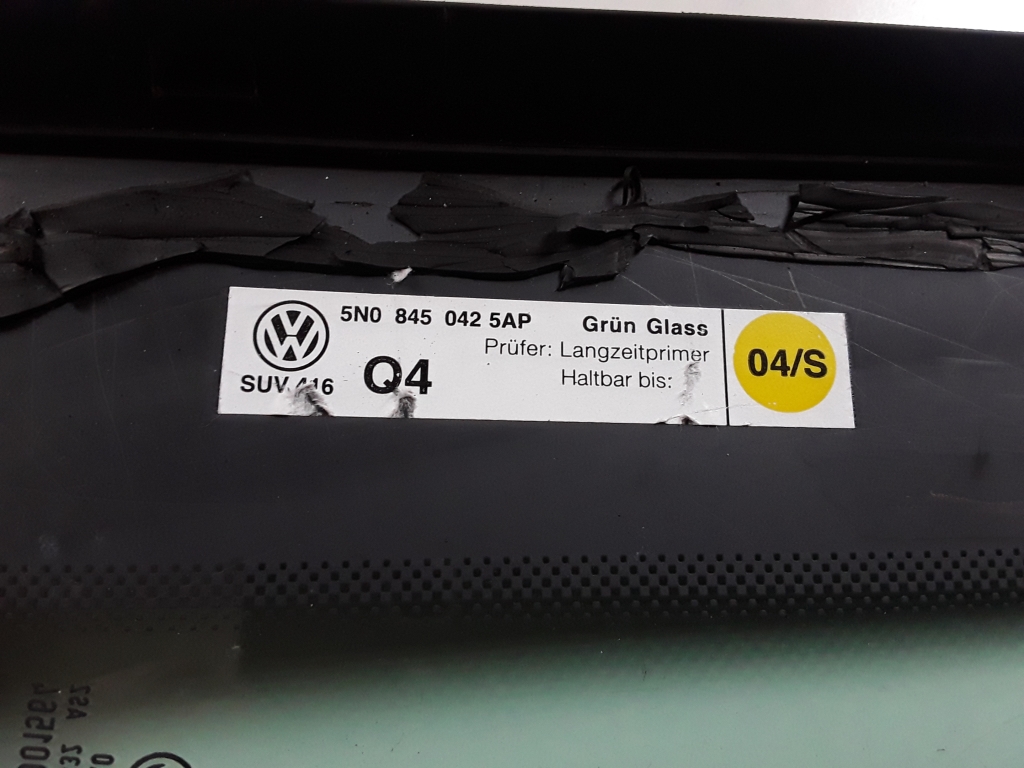 5N0 845 042 5AP
Grün Glass
Prüfer: Langzeitprimer
Haltbar bis:
SUV 416
Q4
04/S